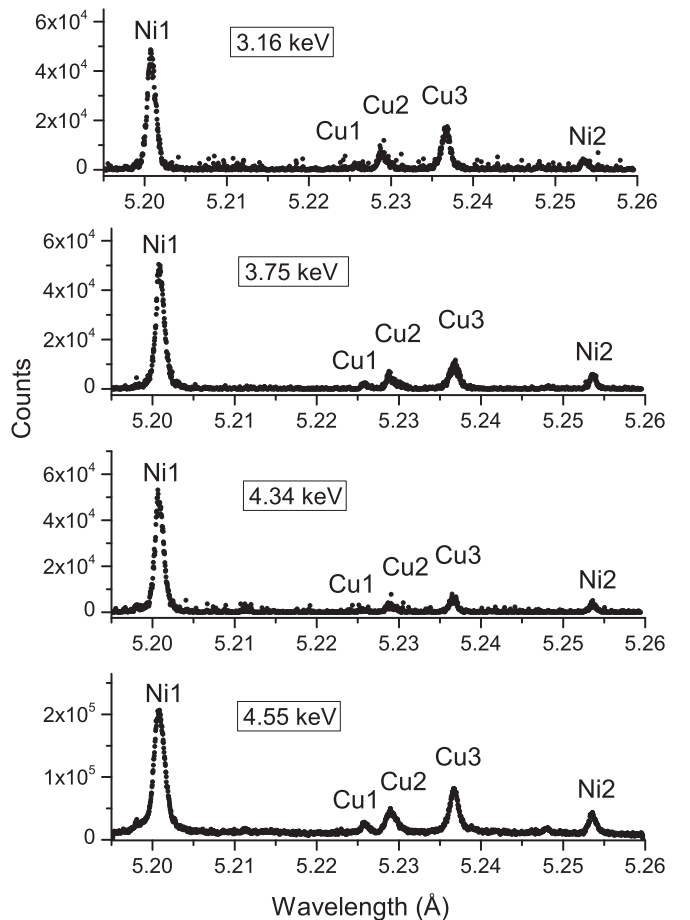 6x10⁴
4x10⁴
2x10⁴
0
Ni1
3.16 keV
Cu1
Cu2
Cu3
Ni2
5.20 5.21 5.22 5.23 5.24 5.25 5.26
6x10⁴
4x10⁴
2x10⁴
0
Ni1
3.75 keV
Cu1
Cu2
Cu3
Ni2
5.20 5.21 5.22 5.23 5.24 5.25 5.26
Counts
6x10⁴
4x10⁴
2x10⁴
0
Ni1
4.34 keV
Cu1
Cu2
Cu3
Ni2
5.20 5.21 5.22 5.23 5.24 5.25 5.26
2x10⁵
1x10⁵
0
Ni1
4.55 keV
Cu1
Cu2
Cu3
Ni2
5.20 5.21 5.22 5.23 5.24 5.25 5.26
Wavelength (Å)